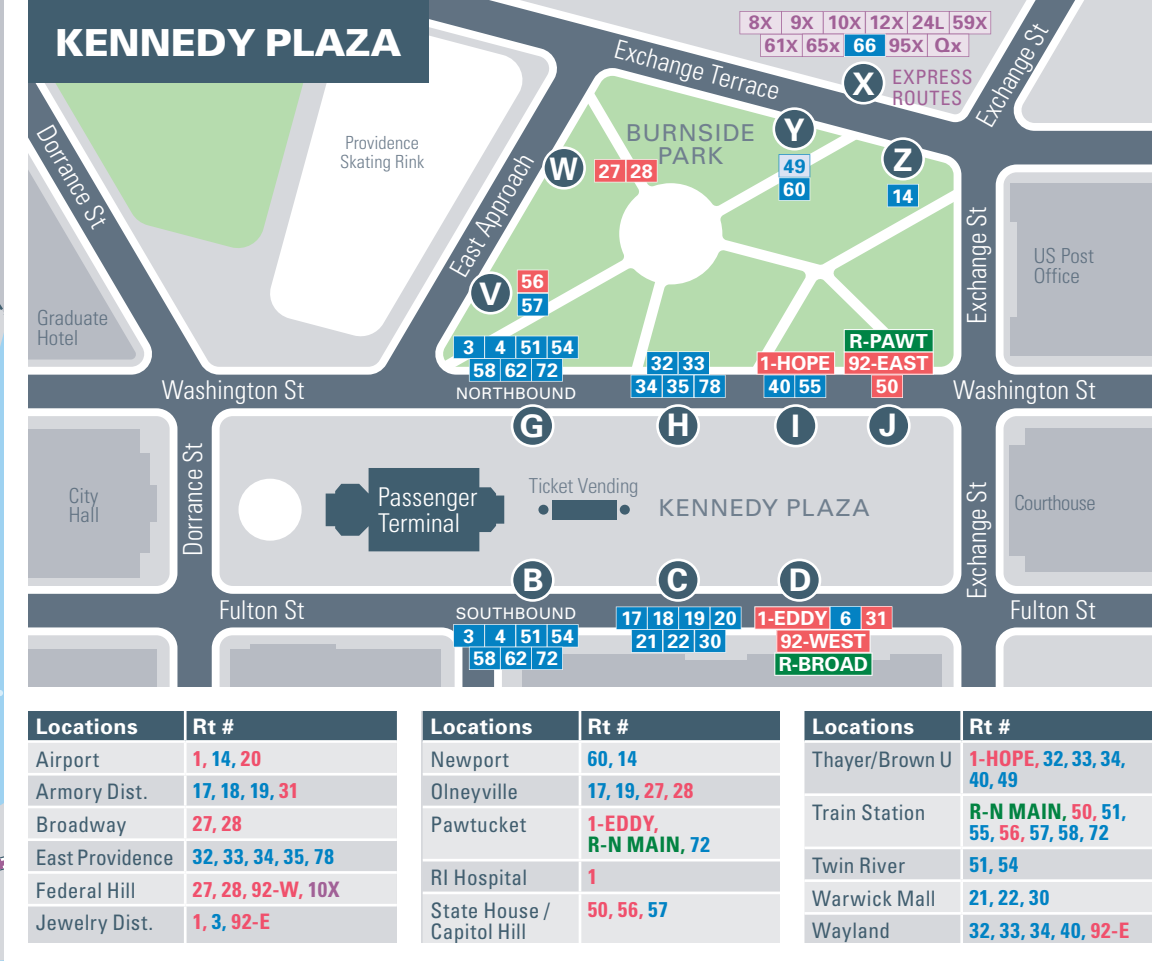 KENNEDY PLAZA
8X 9X 10X 12X 24L 59X
61X 65x 66 95X Qx
X EXPRESS
ROUTES
Exchange Terrace
Exchange St
Dorrance St
Providence
Skating Rink
BURNSIDE
PARK
Y
49
60
Z
14
W 27 28
East Approach
Exchange St
US Post
Office
V 56
57
Graduate
Hotel
3 4 51 54
58 62 72
NORTHBOUND
G
32 33
34 35 78
H
1-HOPE
40 55
I
R-PAWT
92-EAST
50
J
Washington St
Washington St
City
Hall
Dorrance St
Passenger
Terminal
Ticket Vending
KENNEDY PLAZA
Exchange St
Courthouse
B
SOUTHBOUND
3 4 51 54
58 62 72
C
17 18 19 20
21 22 30
D
1-EDDY 6 31
92-WEST
R-BROAD
Fulton St
Fulton St
Locations Rt #
Airport 1, 14, 20
Armory Dist. 17, 18, 19, 31
Broadway 27, 28
East Providence 32, 33, 34, 35, 78
Federal Hill 27, 28, 92-W, 10X
Jewelry Dist. 1, 3, 92-E
Locations Rt #
Newport 60, 14
Olneyville 17, 19, 27, 28
Pawtucket 1-EDDY,
R-N MAIN, 72
RI Hospital 1
State House / 50, 56, 57
Capitol Hill
Locations Rt #
Thayer/Brown U 1-HOPE, 32, 33, 34,
40, 49
Train Station R-N MAIN, 50, 51,
55, 56, 57, 58, 72
Twin River 51, 54
Warwick Mall 21, 22, 30
Wayland 32, 33, 34, 40, 92-E